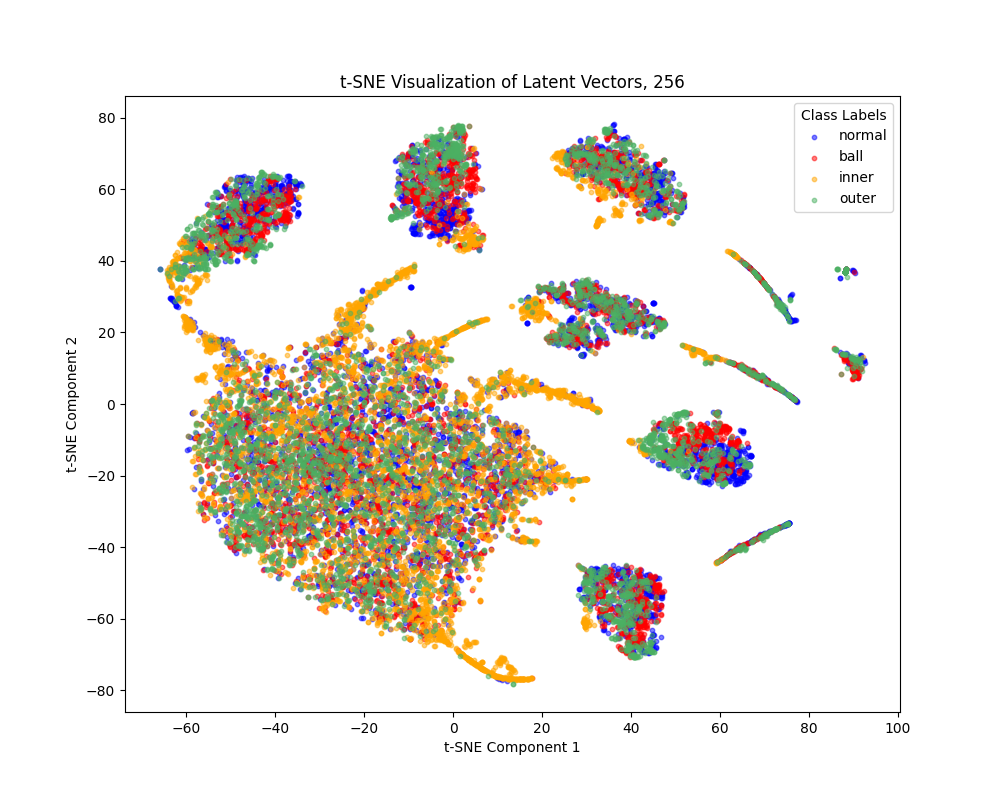 t-SNE Visualization of Latent Vectors, 256
Class Labels
normal
ball
inner
outer
t-SNE Component 2
80
60
40
20
0
−20
−40
−60
−80
−60
−40
−20
0
20
40
60
80
100
t-SNE Component 1